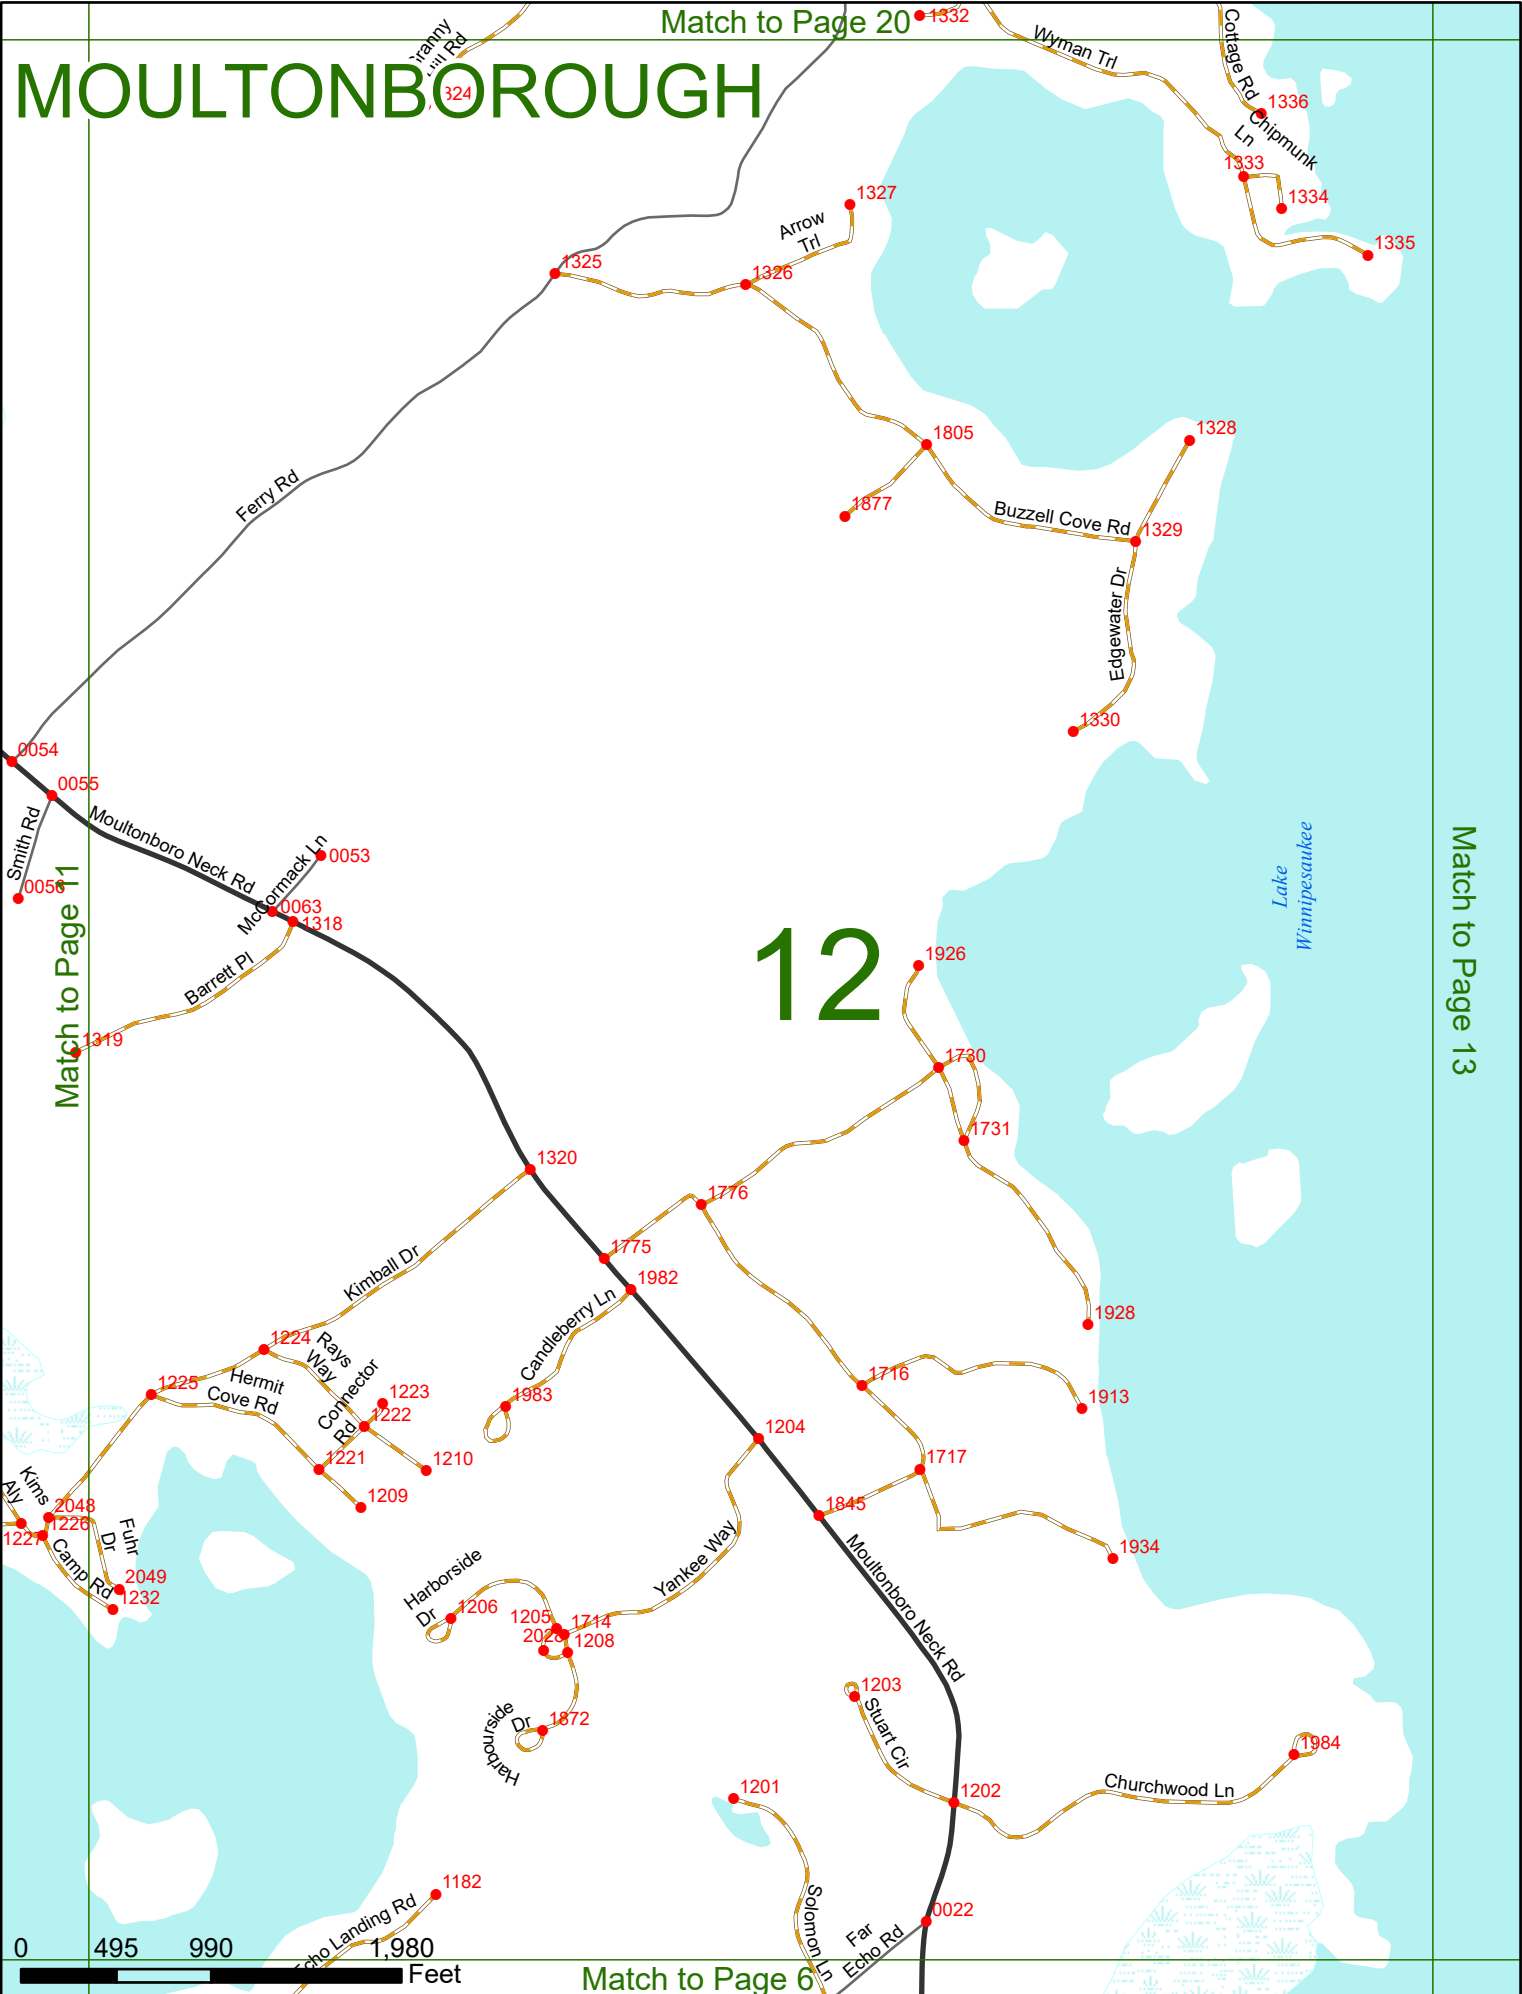 Match to Page 20
1332
Wyman Trl
Cottage Rd
Hill Rd
MOULTONBOROUGH
1336
Chipmunk
Ln
1333
1334
1327
Arrow
Trl
1335
1325
1326
1805
1328
1877
Buzzell Cove Rd
1329
Ferry Rd
Edgewater Dr
1330
0054
0055
Smith Rd
Moultonboro Neck Rd
McCormack Ln
0053
0056
0063
1318
Match to Page 11
Barrett Pl
1319
Lake
Winnipesaukee
Match to Page 13
12
1926
1730
1731
1320
1776
1775
1982
Kimball Dr
Candleberry Ln
1928
1224
Rays
Way
1225
Hermit
Cove Rd
Connector
Rd
1223
1222
1983
1716
1913
1221
1210
1209
1204
1717
1845
Kims
Aly
2048
1226
1227
Fuhr
Dr
Camp Rd
2049
1232
Yankee Way
Moultonboro Neck Rd
1934
Harborside
Dr
1206
1205
1714
2028
1208
1203
Stuart Cir
Harbourside
Dr
1872
1984
1201
1202
Churchwood Ln
1182
Echo Landing Rd
Solomon Ln
Far
Echo Rd
0022
0 495 990 1,980
Feet
Match to Page 6